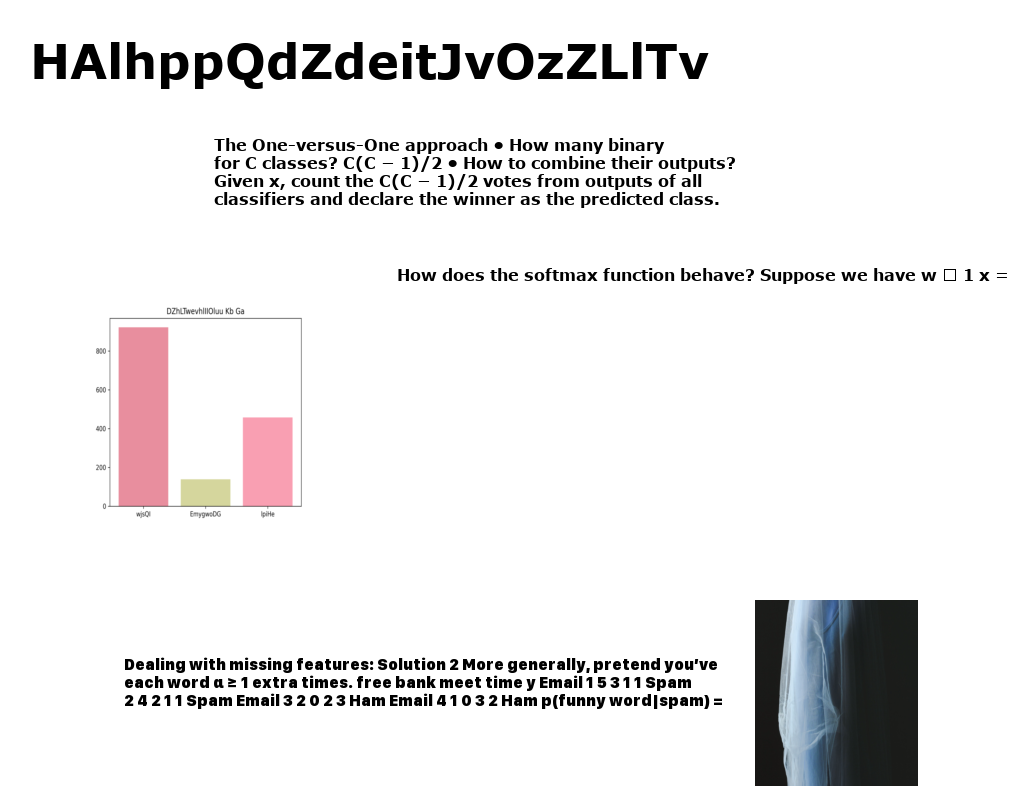 HAlhppQdZdeitJvOzZLlTv
The One-versus-One approach • How many binary
for C classes? C(C − 1)/2 • How to combine their outputs?
Given x, count the C(C − 1)/2 votes from outputs of all
classifiers and declare the winner as the predicted class.
How does the softmax function behave? Suppose we have w □ 1 x =
800
600
400
200
0
wjsQI EmygwoDG IpiHe
Dealing with missing features: Solution 2 More generally, pretend you’ve
each word α ≥ 1 extra times. free bank meet time y Email 1 5 3 1 1 Spam
2 4 2 1 1 Spam Email 3 2 0 2 3 Ham Email 4 1 0 3 2 Ham p(funny word|spam) =